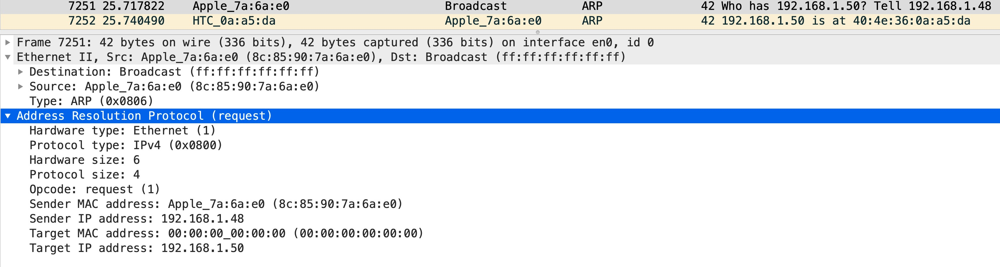 7251 25.717822 Apple_7a:6a:e0 Broadcast ARP 42 Who has 192.168.1.50? Tell 192.168.1.48
7252 25.740490 HTC_0a:a5:da Apple_7a:6a:e0 ARP 42 192.168.1.50 is at 40:4e:36:0a:a5:da
Frame 7251: 42 bytes on wire (336 bits), 42 bytes captured (336 bits) on interface en0, id 0
Ethernet II, Src: Apple_7a:6a:e0 (8c:85:90:7a:6a:e0), Dst: Broadcast (ff:ff:ff:ff:ff:ff)
Destination: Broadcast (ff:ff:ff:ff:ff:ff)
Source: Apple_7a:6a:e0 (8c:85:90:7a:6a:e0)
Type: ARP (0x0806)
Address Resolution Protocol (request)
Hardware type: Ethernet (1)
Protocol type: IPv4 (0x0800)
Hardware size: 6
Protocol size: 4
Opcode: request (1)
Sender MAC address: Apple_7a:6a:e0 (8c:85:90:7a:6a:e0)
Sender IP address: 192.168.1.48
Target MAC address: 00:00:00_00:00:00 (00:00:00:00:00:00)
Target IP address: 192.168.1.50